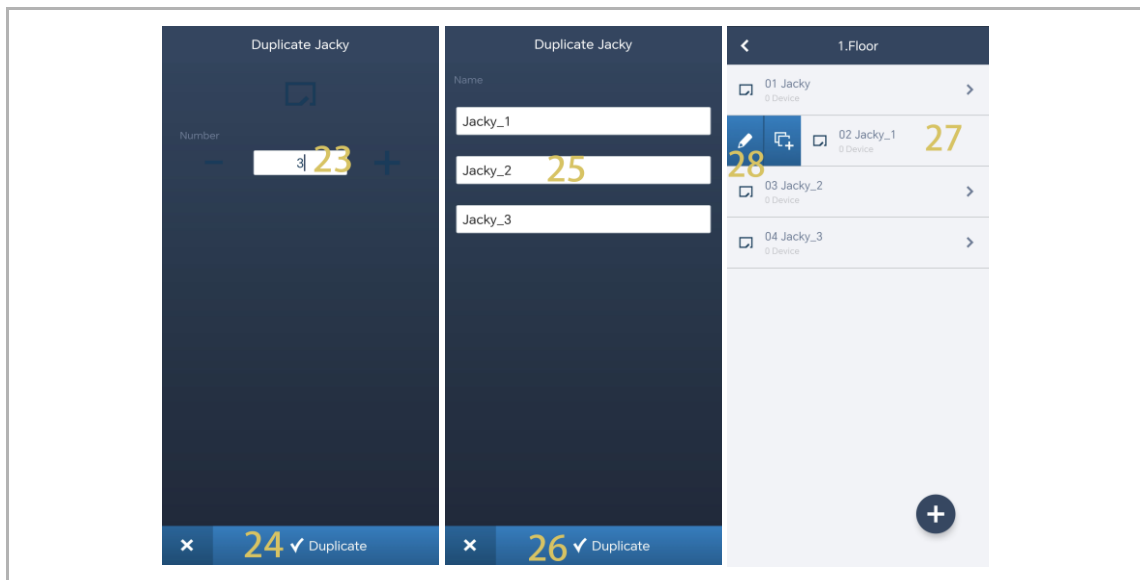 Duplicate Jacky
Number
3 23
24 Duplicate
Duplicate Jacky
Name
Jacky_1
Jacky_2 25
Jacky_3
26 Duplicate
1.Floor
01 Jacky
0 Device
02 Jacky_1 27
0 Device
28
03 Jacky_2
0 Device
04 Jacky_3
0 Device